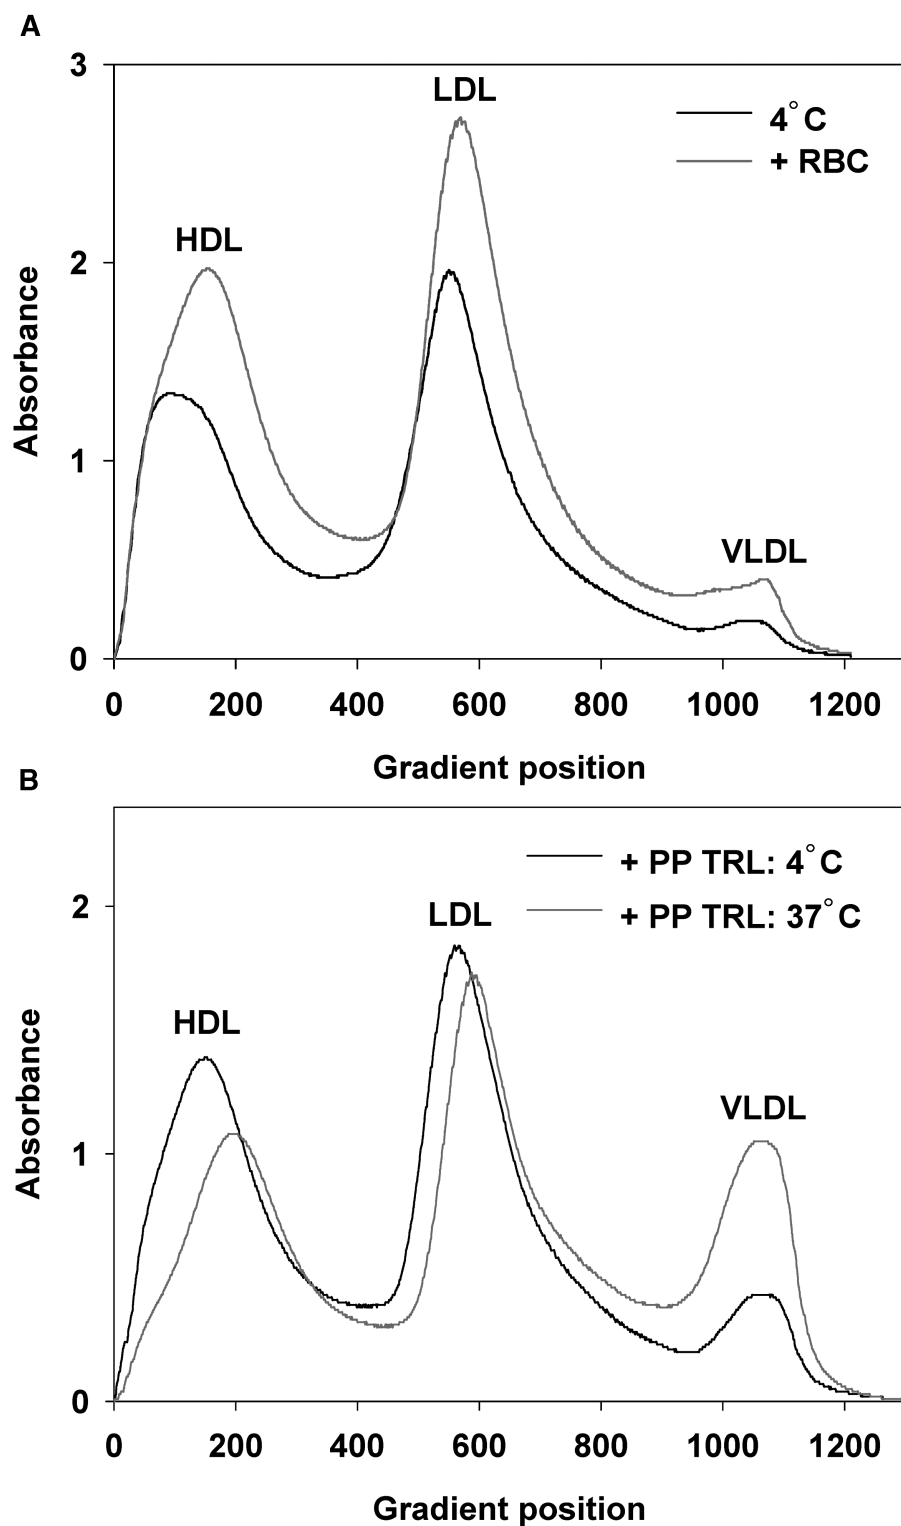 A
3
LDL
4°C
+ RBC
HDL
2
Absorbance
1
VLDL
0
0 200 400 600 800 1000 1200
Gradient position
B
+ PP TRL: 4°C
2
LDL
+ PP TRL: 37°C
HDL
Absorbance
VLDL
1
0
0 200 400 600 800 1000 1200
Gradient position